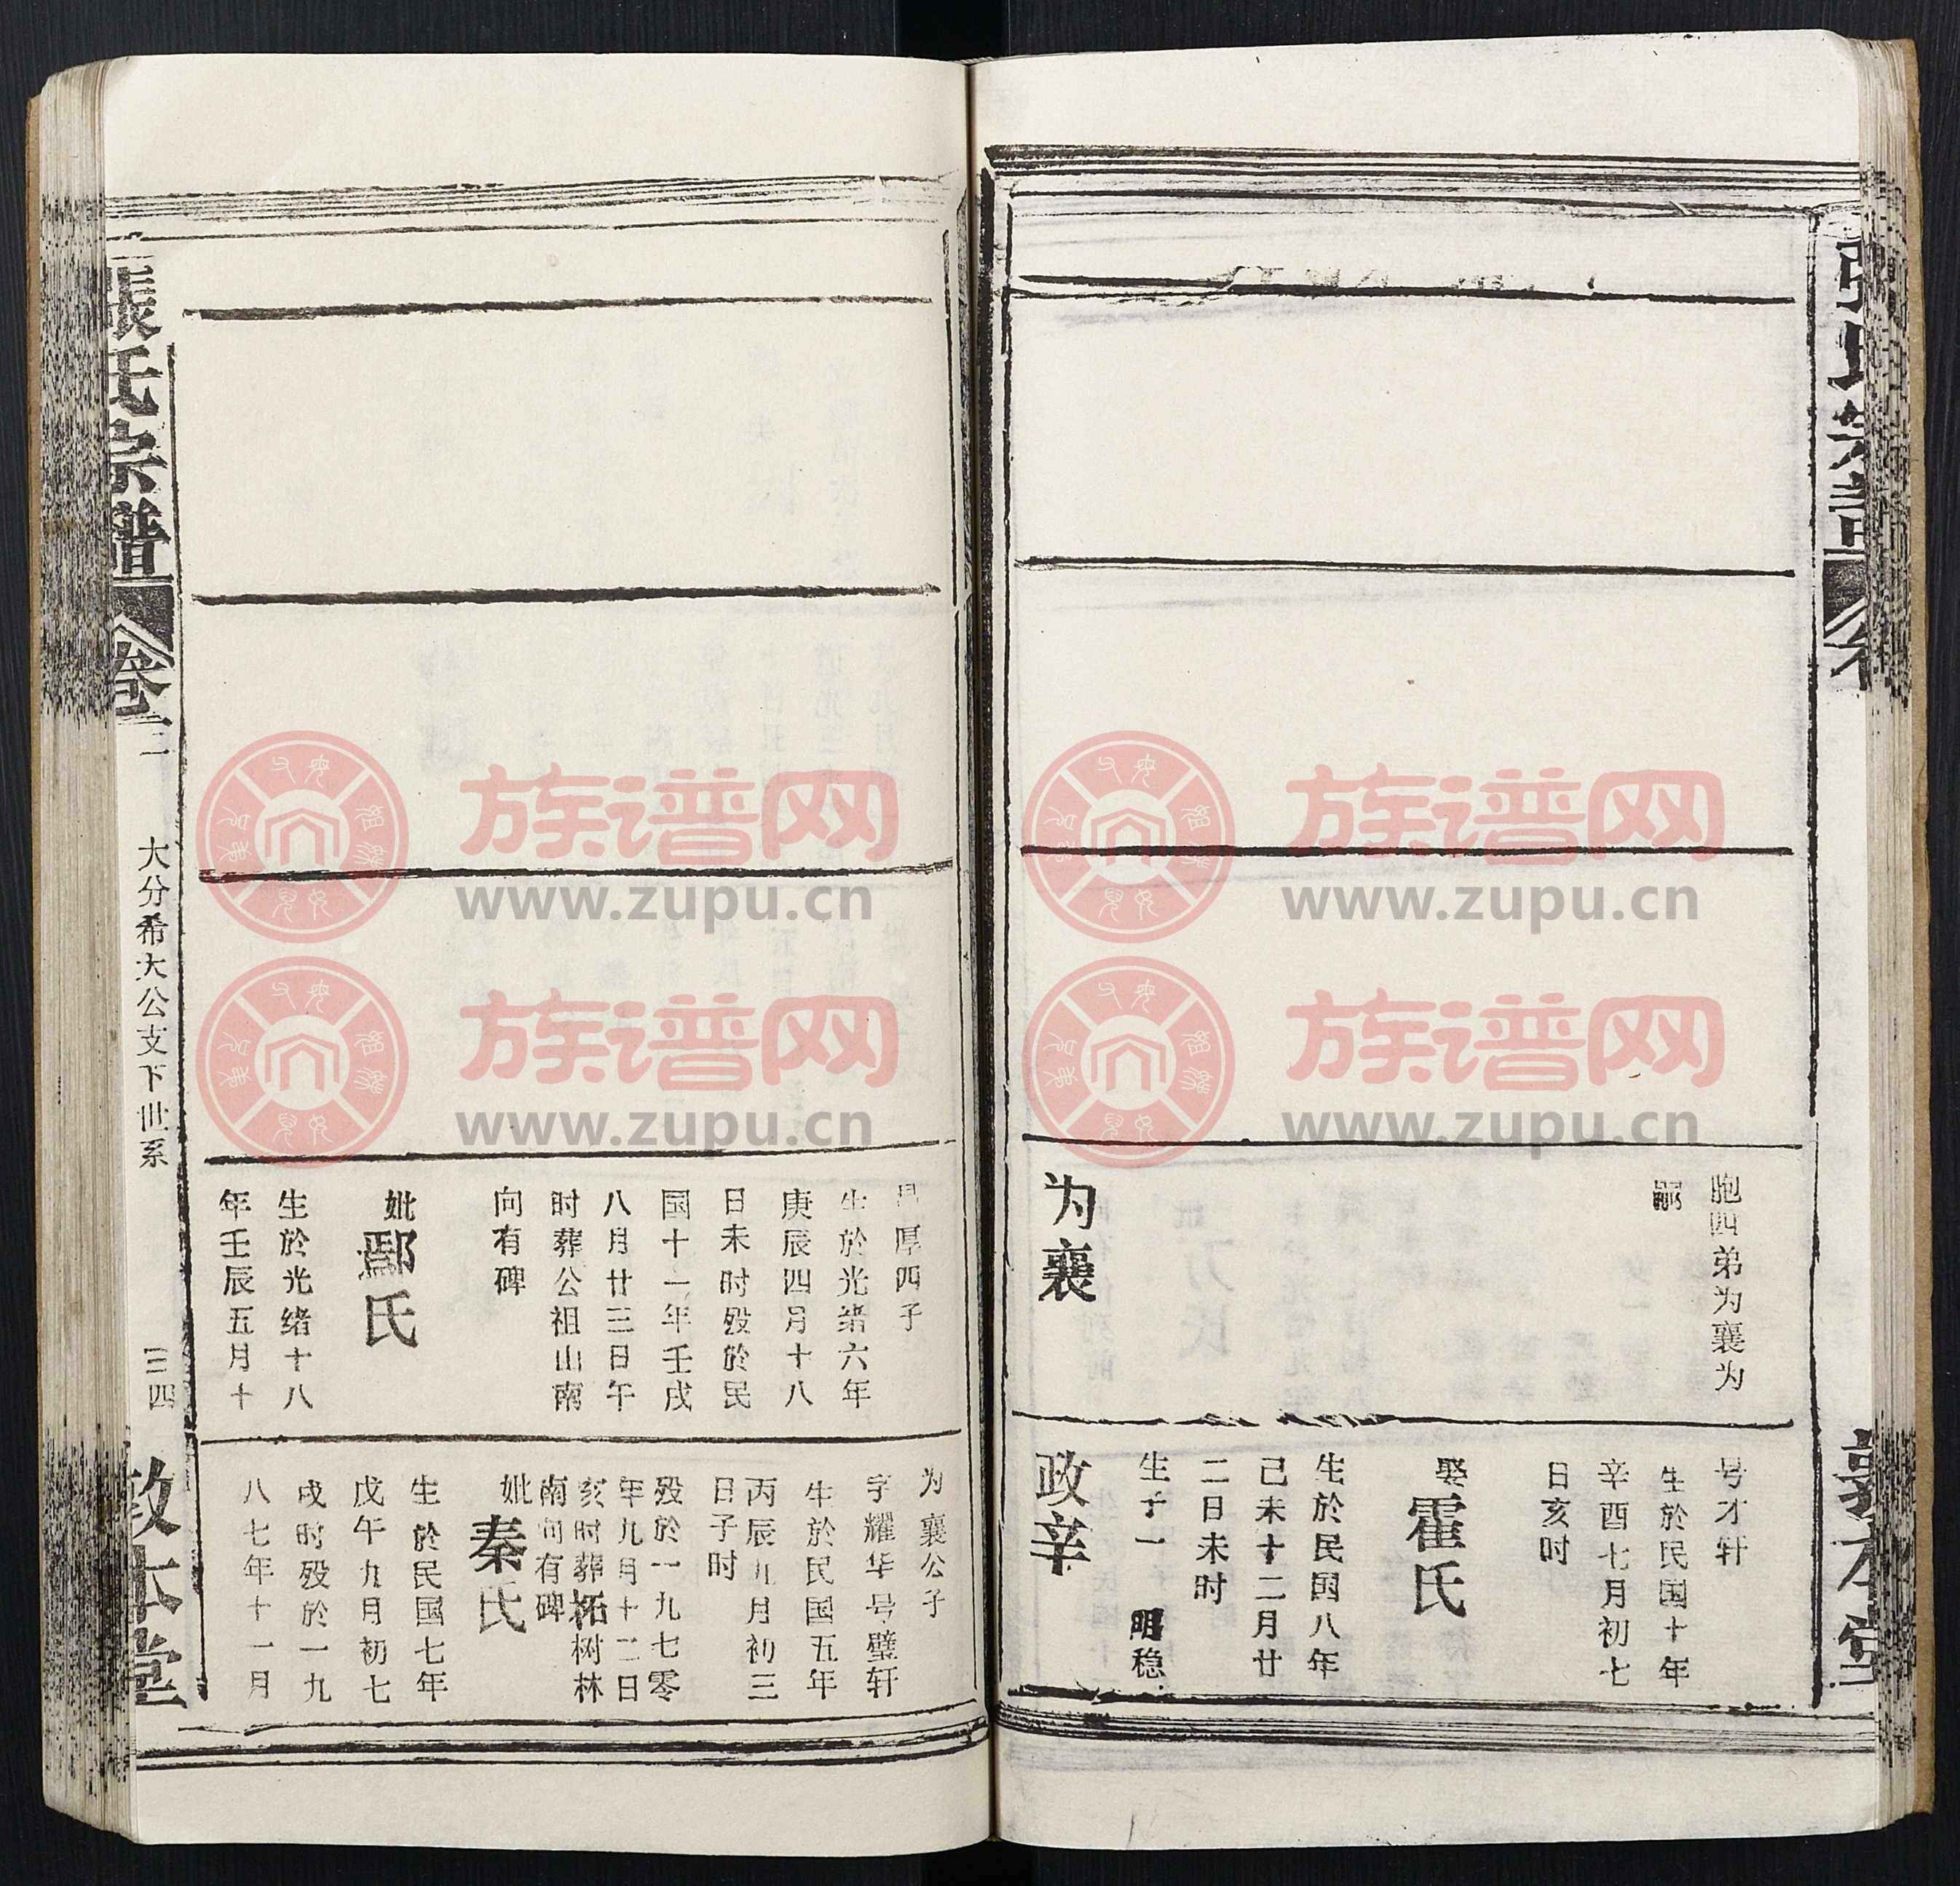 胞四弟为襄为
嗣
为襄
号才轩
生於民国十年
辛酉七月初七
日亥时
娶霍氏
生於民国八年
己未十二月廿
二日未时
生子一 明稳
政辛
敦本堂
厚四子
生於光绪六年
庚辰四月十八
日未时殁於民
国十一年壬戌
八月廿三日午
时葬公祖山南
向有碑
妣鄢氏
生於光绪十八
年壬辰五月十
为襄公子
字耀华号璧轩
生於民国五年
丙辰九月初三
日子时
殁於一九七零
年九月十二日
亥时葬柘树林
南向有碑
妣秦氏
生於民国七年
戊午九月初七
戌时殁於一九
八七年十一月
張氏宗譜
卷二
大分希大公支下世系
三四
敦本堂
族谱网
www.zupu.cn
族谱网
www.zupu.cn
族谱网
www.zupu.cn
族谱网
www.zupu.cn